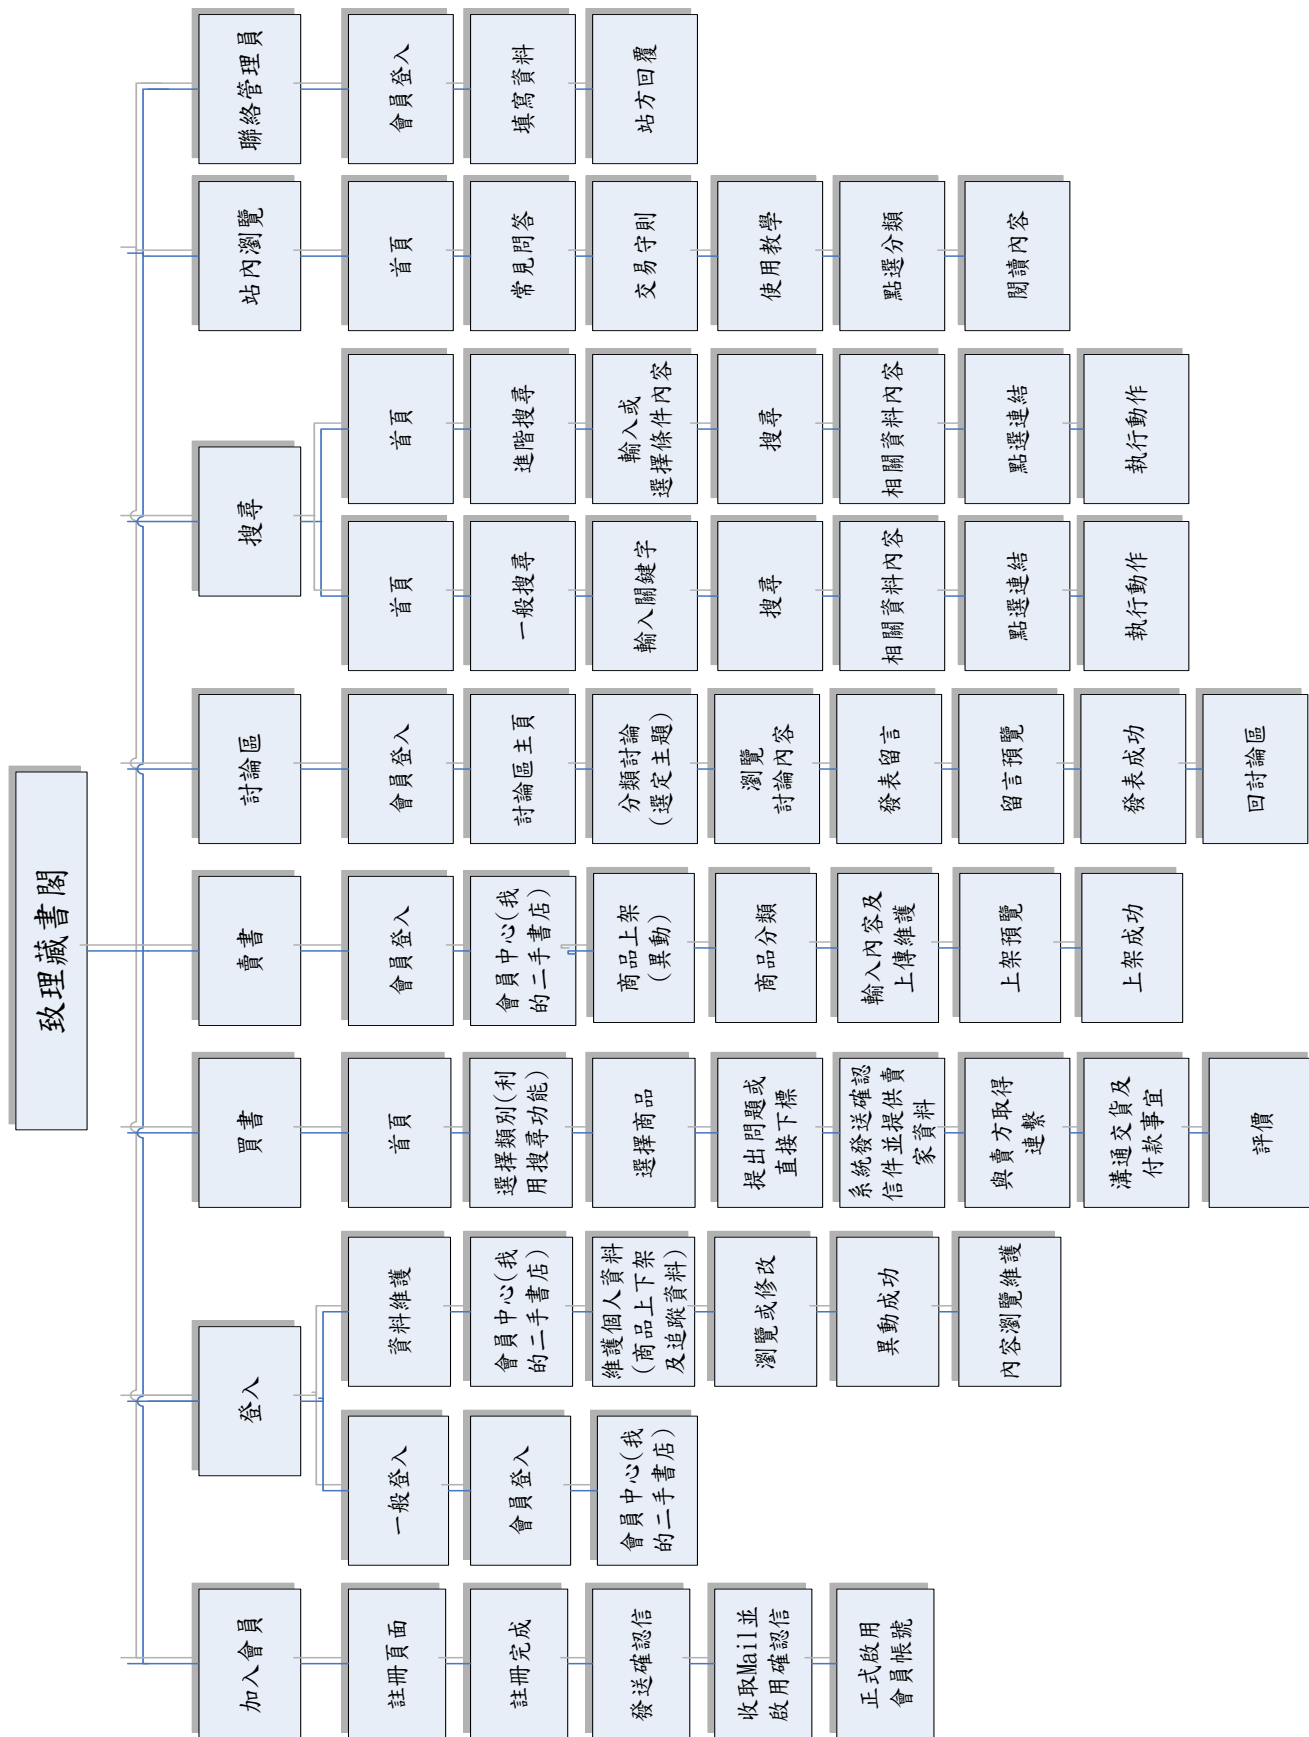 致理藏書閣
加入會員
註冊頁面
註冊完成
發送確認信
收取Mail並
啟用確認信
正式啟用
會員帳號
登入
一般登入
會員登入
會員中心(我
的二手書店)
資料維護
會員中心(我
的二手書店)
維護個人資料
(商品上下架
及追蹤資料)
瀏覽或修改
異動成功
內容瀏覽維護
買書
首頁
選擇類別(利
用搜尋功能)
選擇商品
提出問題或
直接下標
系統發送確認
信件並提供賣
家資料
與賣方取得
連繫
溝通交貨及
付款事宜
評價
賣書
會員登入
會員中心(我
的二手書店)
商品上架
(異動)
商品分類
輸入內容及
上傳維護
上架預覽
上架成功
討論區
會員登入
討論區主頁
分類討論
(選定主題)
瀏覽
討論內容
發表留言
留言預覽
發表成功
回討論區
搜尋
首頁
一般搜尋
輸入關鍵字
搜尋
相關資料內容
點選連結
執行動作
首頁
進階搜尋
輸入或
選擇條件內容
搜尋
相關資料內容
點選連結
執行動作
站內瀏覽
首頁
常見問答
交易守則
使用教學
點選分類
閱讀內容
聯絡管理員
會員登入
填寫資料
站方回覆